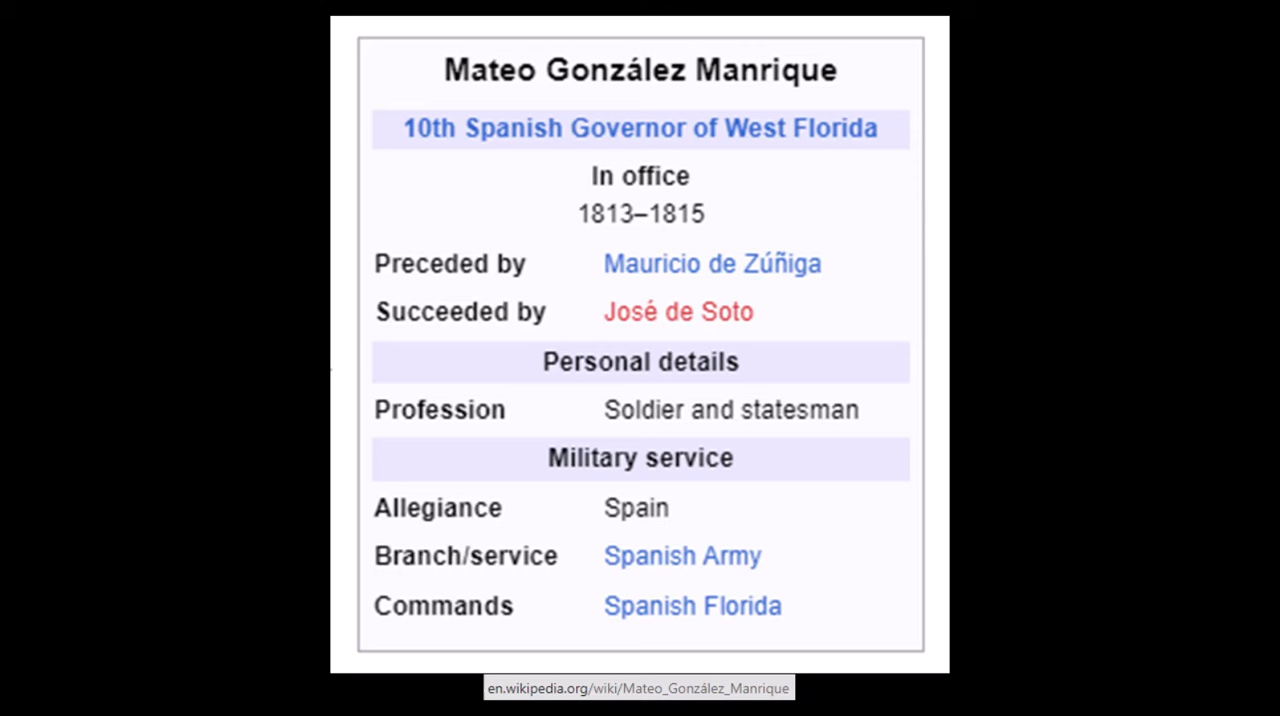 Mateo González Manrique
10th Spanish Governor of West Florida
In office
1813–1815
Preceded by Mauricio de Zúñiga
Succeeded by José de Soto
Personal details
Profession Soldier and statesman
Military service
Allegiance Spain
Branch/service Spanish Army
Commands Spanish Florida
en.wikipedia.org/wiki/Mateo_González_Manrique